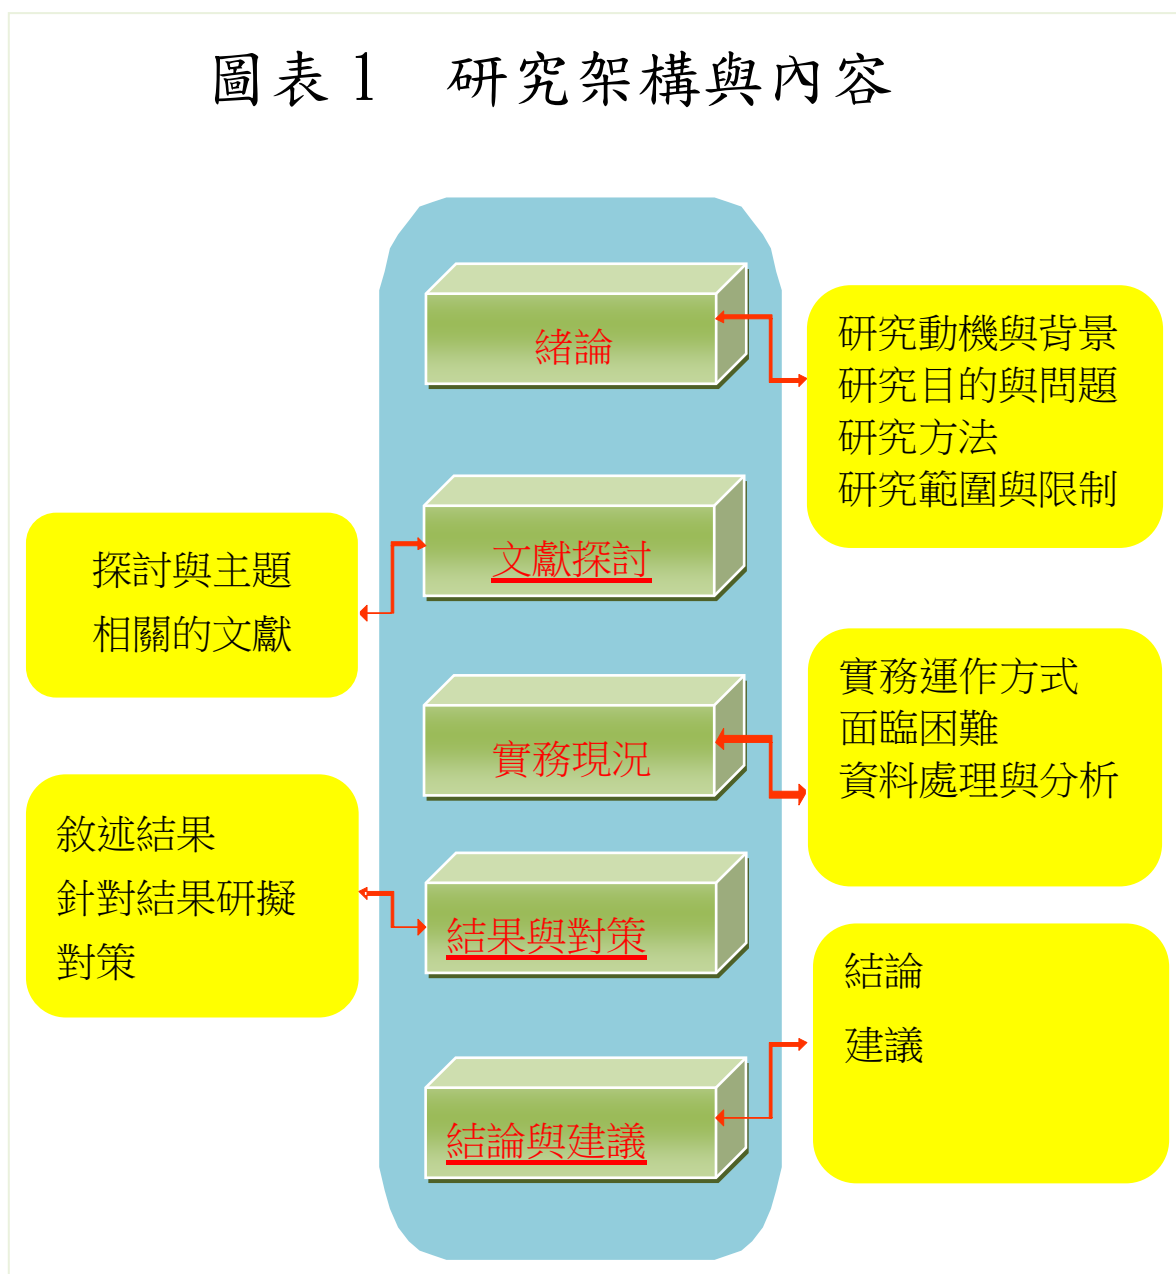 圖表1 研究架構與內容
緒論
研究動機與背景
研究目的與問題
研究方法
研究範圍與限制
文獻探討
探討與主題
相關的文獻
實務現況
實務運作方式
面臨困難
資料處理與分析
結果與對策
敘述結果
針對結果研擬
對策
結論與建議
結論
建議